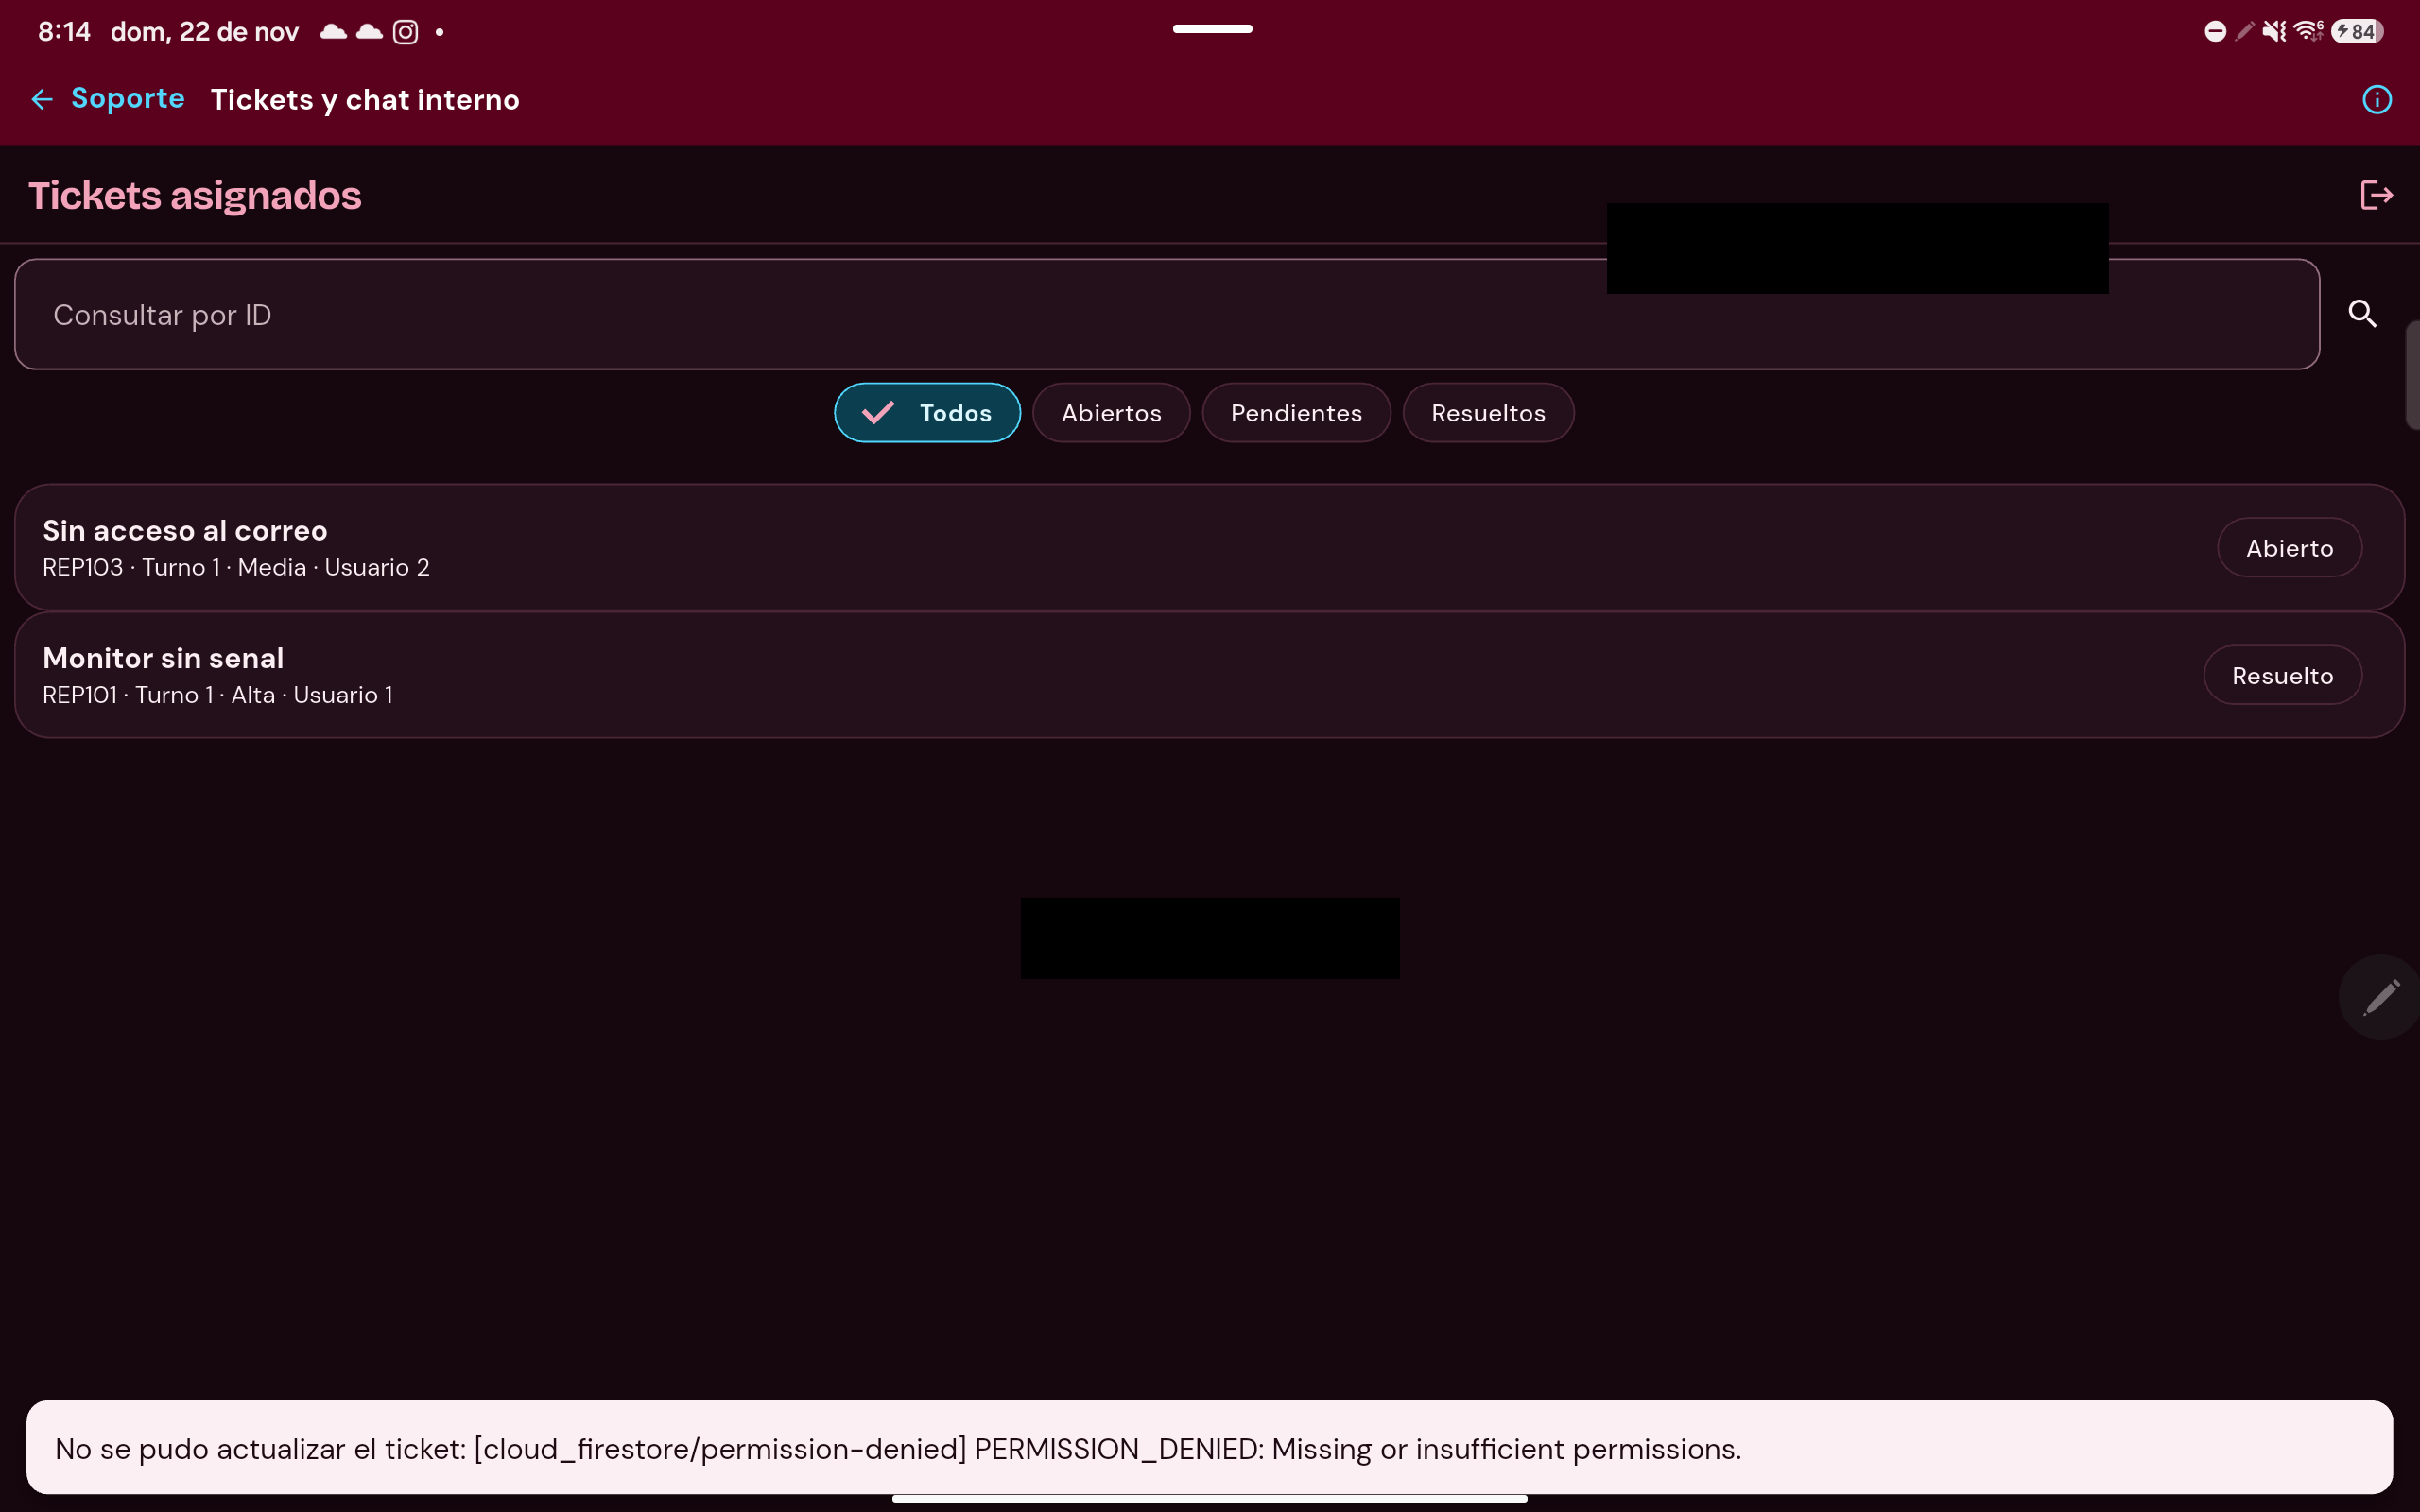 8:14 dom, 22 de nov
6
84
Soporte Tickets y chat interno
Tickets asignados
Consultar por ID
Todos Abiertos Pendientes Resueltos
Sin acceso al correo
REP103 · Turno 1 · Media · Usuario 2
Abierto
Monitor sin senal
REP101 · Turno 1 · Alta · Usuario 1
Resuelto
No se pudo actualizar el ticket: [cloud_firestore/permission-denied] PERMISSION_DENIED: Missing or insufficient permissions.